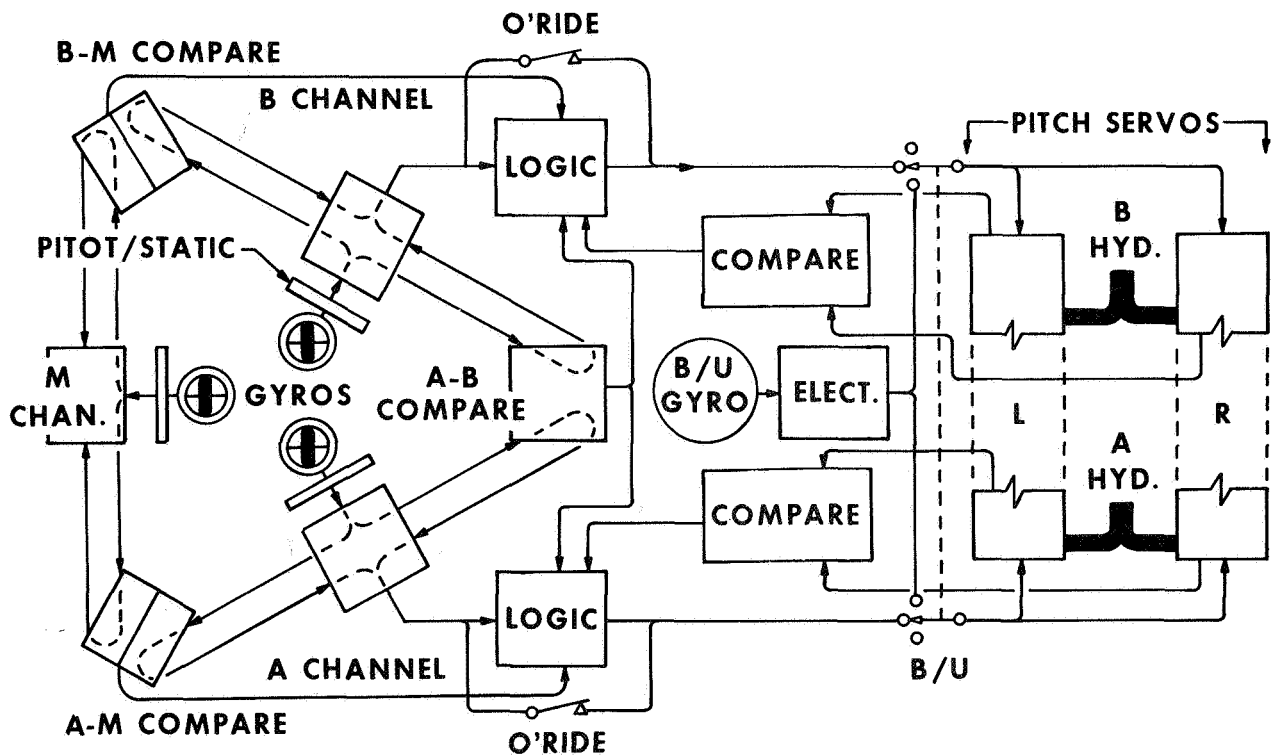 O'RIDE
B-M COMPARE
B CHANNEL
PITCH SERVOS
LOGIC
B
HYD.
PITOT/STATIC
COMPARE
M
CHAN.
GYROS
A-B
COMPARE
B/U
GYRO
ELECT.
L
R
A
HYD.
COMPARE
LOGIC
A CHANNEL
B/U
A-M COMPARE
O'RIDE